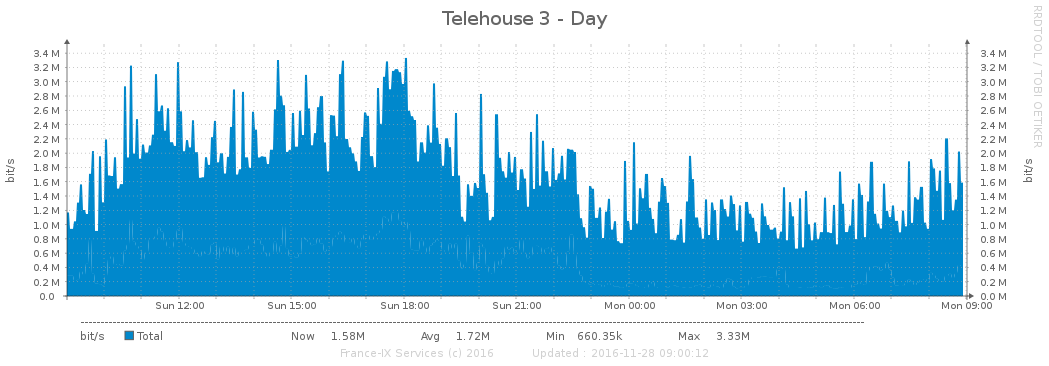 Telehouse 3 - Day
RRDTOOL / TOBI OETIKER
bit/s
3.4 M
3.2 M
3.0 M
2.8 M
2.6 M
2.4 M
2.2 M
2.0 M
1.8 M
1.6 M
1.4 M
1.2 M
1.0 M
0.8 M
0.6 M
0.4 M
0.2 M
0.0
3.4 M
3.2 M
3.0 M
2.8 M
2.6 M
2.4 M
2.2 M
2.0 M
1.8 M
1.6 M
1.4 M
1.2 M
1.0 M
0.8 M
0.6 M
0.4 M
0.2 M
0.0 M
bit/s
Sun 12:00 Sun 15:00 Sun 18:00 Sun 21:00 Mon 00:00 Mon 03:00 Mon 06:00 Mon 09:00
bit/s Total Now 1.58M Avg 1.72M Min 660.35k Max 3.33M
France-IX Services (c) 2016 Updated : 2016-11-28 09:00:12